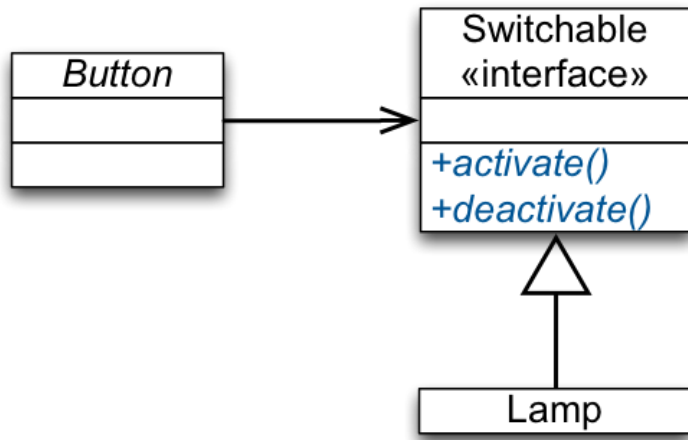 Button
Switchable
«interface»
+activate()
+deactivate()
Lamp